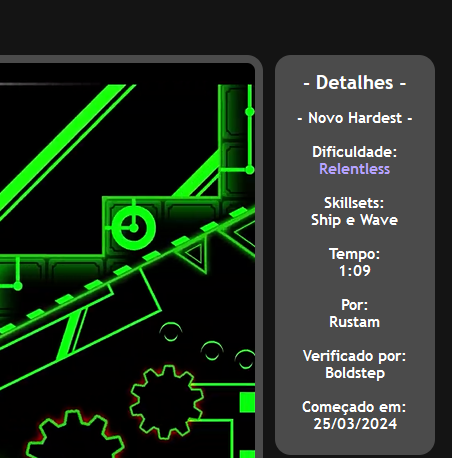 - Detalhes -
- Novo Hardest -
Dificuldade:
Relentless
Skillsets:
Ship e Wave
Tempo:
1:09
Por:
Rustam
Verificado por:
Boldstep
Começado em:
25/03/2024